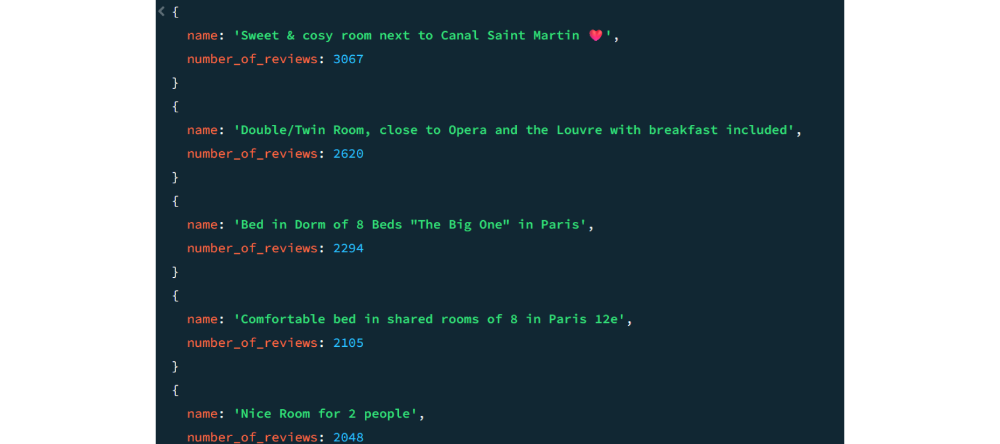 {
name: 'Sweet & cosy room next to Canal Saint Martin ❤️',
number_of_reviews: 3067
}
{
name: 'Double/Twin Room, close to Opera and the Louvre with breakfast included',
number_of_reviews: 2620
}
{
name: 'Bed in Dorm of 8 Beds "The Big One" in Paris',
number_of_reviews: 2294
}
{
name: 'Comfortable bed in shared rooms of 8 in Paris 12e',
number_of_reviews: 2105
}
{
name: 'Nice Room for 2 people',
number_of_reviews: 2048